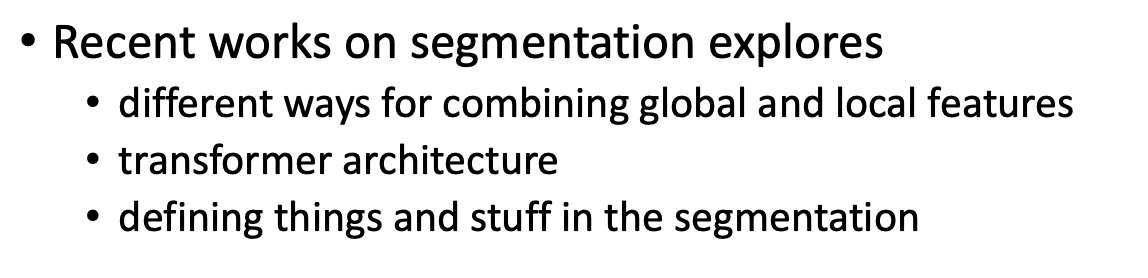 • Recent works on segmentation explores
• different ways for combining global and local features
• transformer architecture
• defining things and stuff in the segmentation